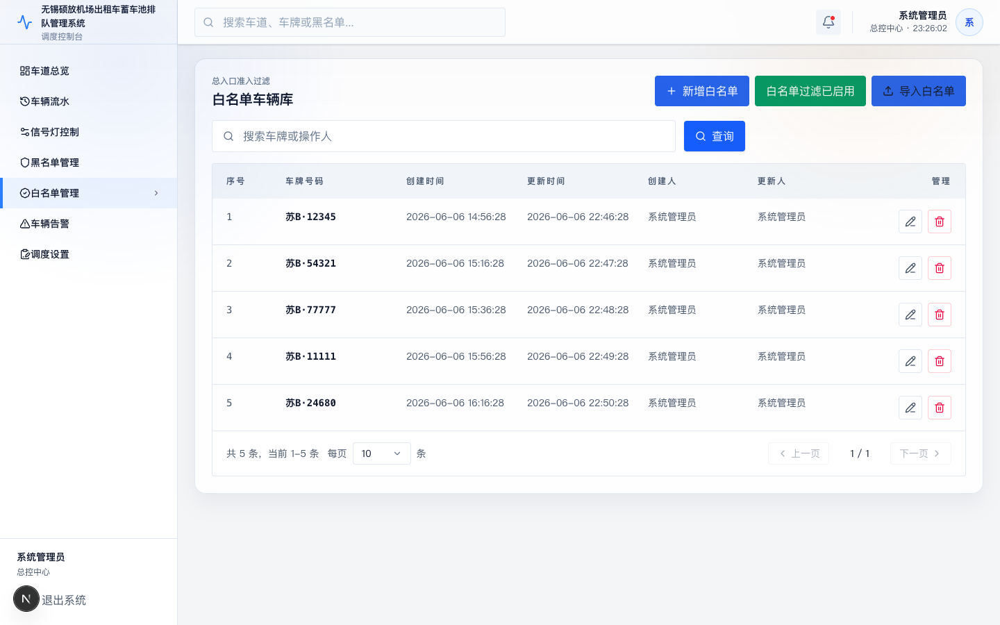 无锡硕放机场出租车蓄车池排
队管理系统
调度控制台
搜索车道、车牌或黑名单...
系统管理员
总控中心 · 23:26:02
系
车道总览
车辆流水
信号灯控制
黑名单管理
白名单管理
车辆告警
调度设置
总入口准入过滤
白名单车辆库
新增白名单
白名单过滤已启用
导入白名单
搜索车牌或操作人
查询
序号 车牌号码 创建时间 更新时间 创建人 更新人 管理
1 苏B·12345 2026-06-06 14:56:28 2026-06-06 22:46:28 系统管理员 系统管理员
2 苏B·54321 2026-06-06 15:16:28 2026-06-06 22:47:28 系统管理员 系统管理员
3 苏B·77777 2026-06-06 15:36:28 2026-06-06 22:48:28 系统管理员 系统管理员
4 苏B·11111 2026-06-06 15:56:28 2026-06-06 22:49:28 系统管理员 系统管理员
5 苏B·24680 2026-06-06 16:16:28 2026-06-06 22:50:28 系统管理员 系统管理员
共 5 条，当前 1-5 条 每页 10 条 上一页 1 / 1 下一页
系统管理员
总控中心
N 退出系统